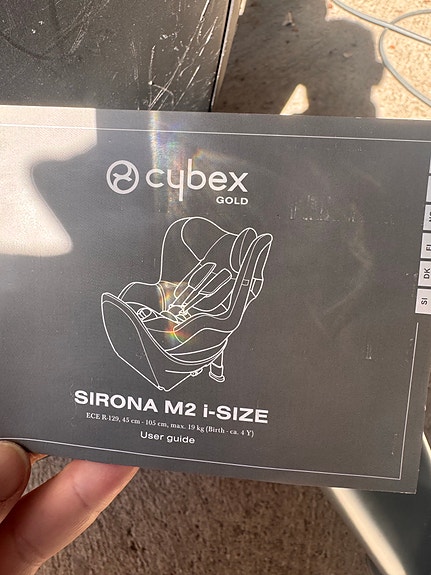 cybex
GOLD
SIRONA M2 i-SIZE
ECE R-129, 45 cm - 105 cm, max. 19 kg (Birth - ca. 4 Y)
User guide
FI
DK
SI